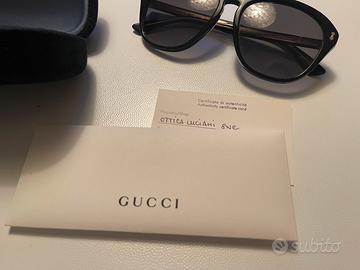 Certificato di autenticità
Authenticity certificate card
OTTICA LUCIANI SNC
GUCCI
subito